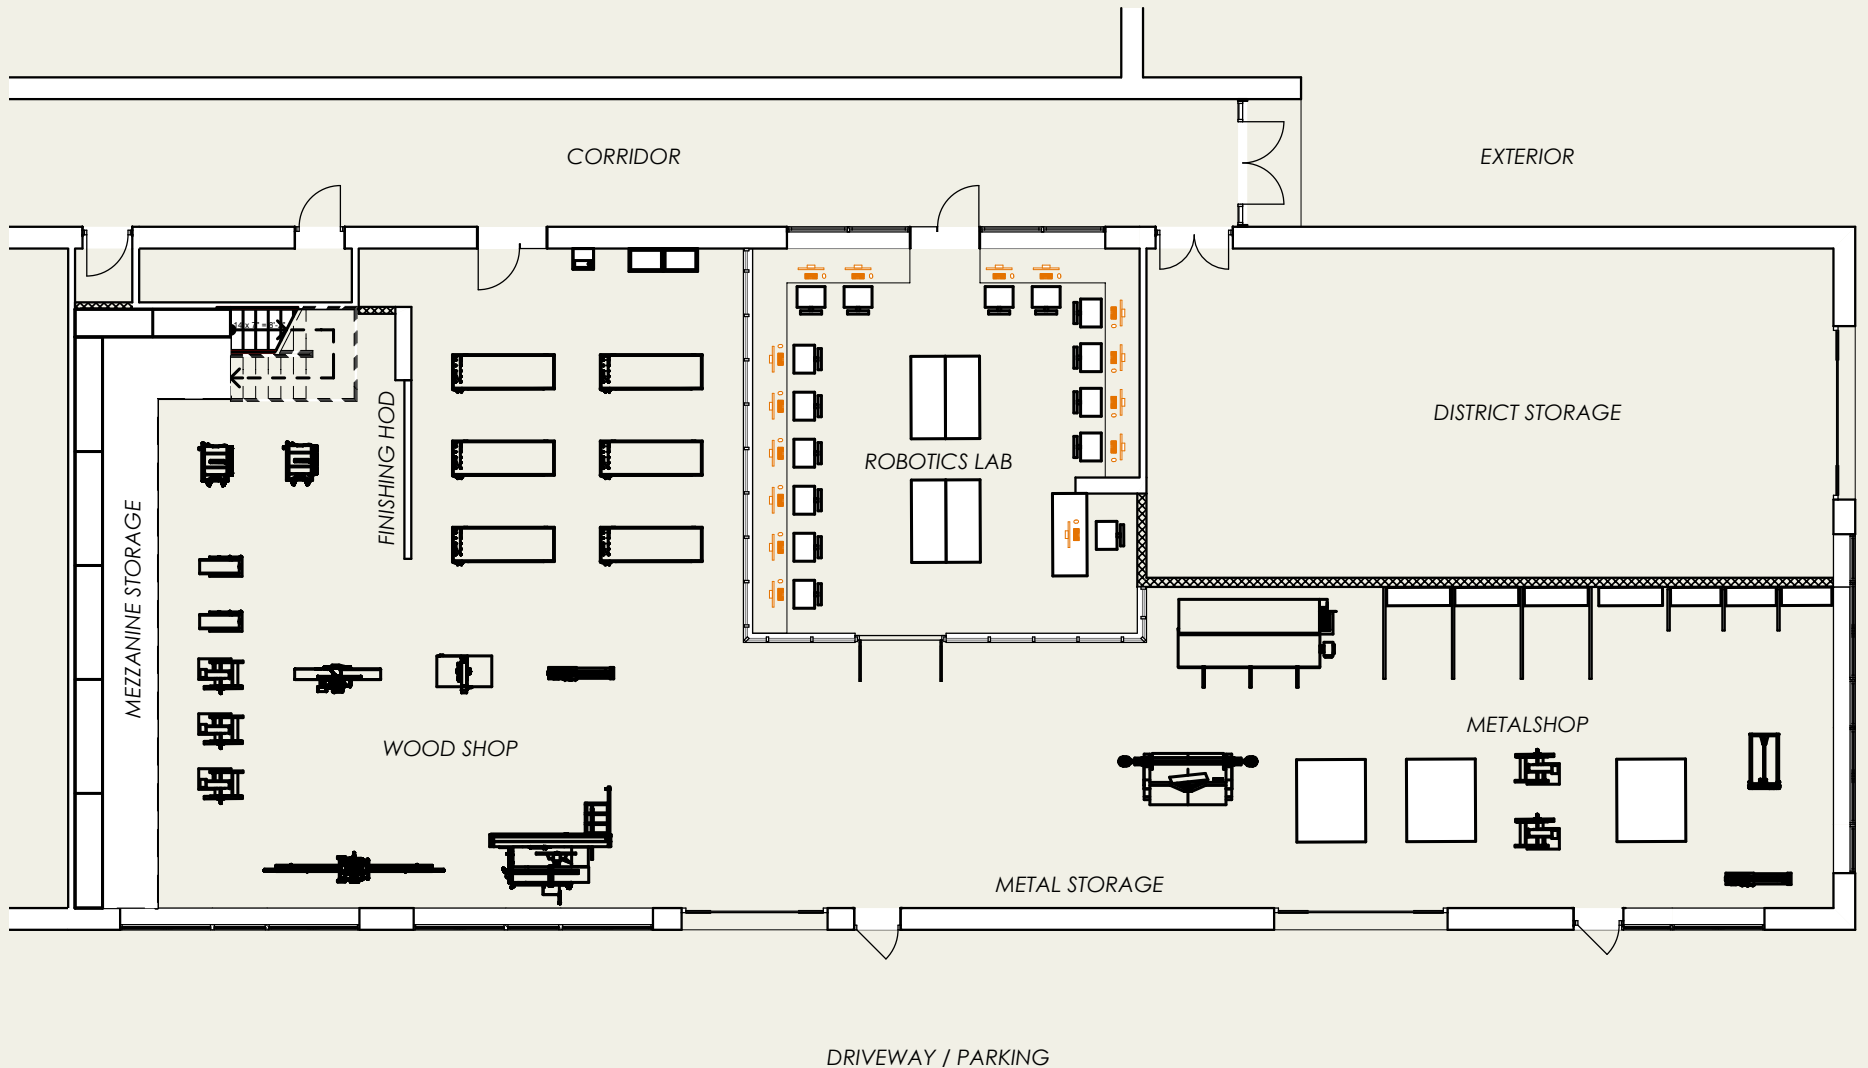 CORRIDOR
EXTERIOR
DISTRICT STORAGE
FINISHING HOD
ROBOTICS LAB
MEZZANINE STORAGE
METALSHOP
WOOD SHOP
METAL STORAGE
DRIVEWAY / PARKING